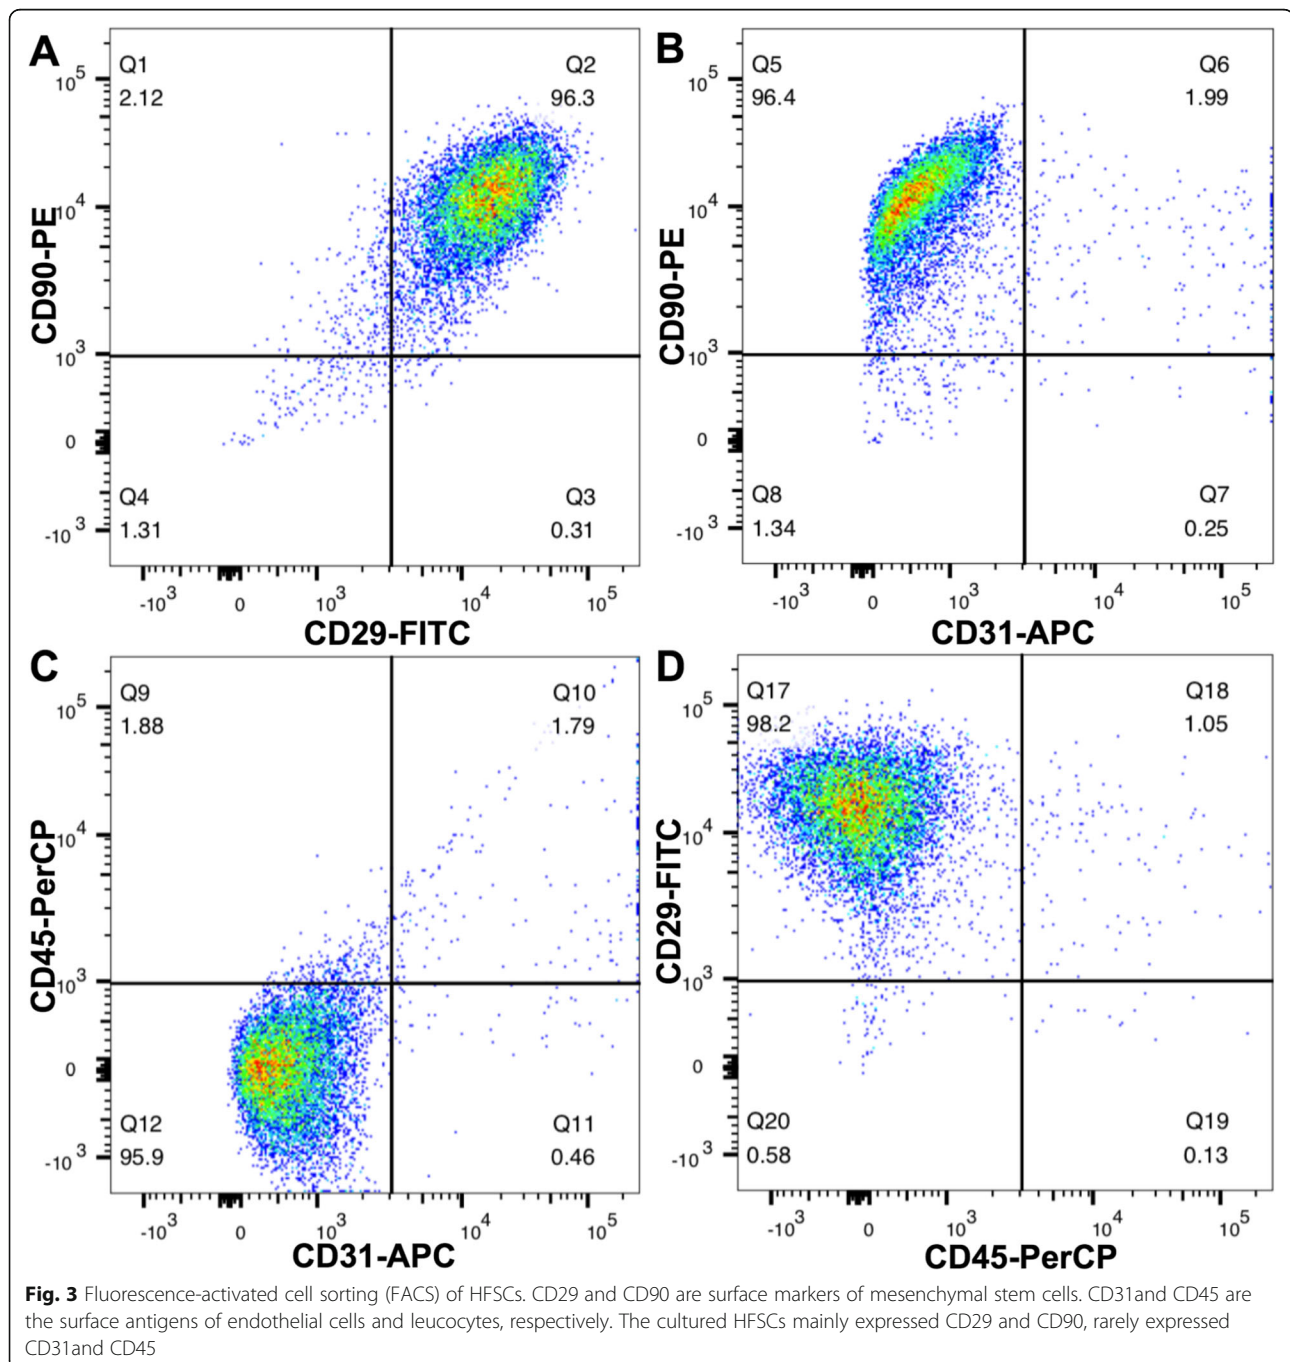 A
Q1
2.12
Q2
96.3
Q4
1.31
Q3
0.31
10^5
10^4
10^3
0
-10^3
CD90-PE
-10^3 0 10^3 10^4 10^5
CD29-FITC
B
Q5
96.4
Q6
1.99
Q8
1.34
Q7
0.25
10^5
10^4
10^3
0
-10^3
CD90-PE
-10^3 0 10^3 10^4 10^5
CD31-APC
C
Q9
1.88
Q10
1.79
Q12
95.9
Q11
0.46
10^5
10^4
10^3
0
-10^3
CD45-PerCP
-10^3 0 10^3 10^4 10^5
CD31-APC
D
Q17
98.2
Q18
1.05
Q20
0.58
Q19
0.13
10^5
10^4
10^3
0
-10^3
CD29-FITC
-10^3 0 10^3 10^4 10^5
CD45-PerCP
Fig. 3 Fluorescence-activated cell sorting (FACS) of HFSCs. CD29 and CD90 are surface markers of mesenchymal stem cells. CD31and CD45 are
the surface antigens of endothelial cells and leucocytes, respectively. The cultured HFSCs mainly expressed CD29 and CD90, rarely expressed
CD31and CD45